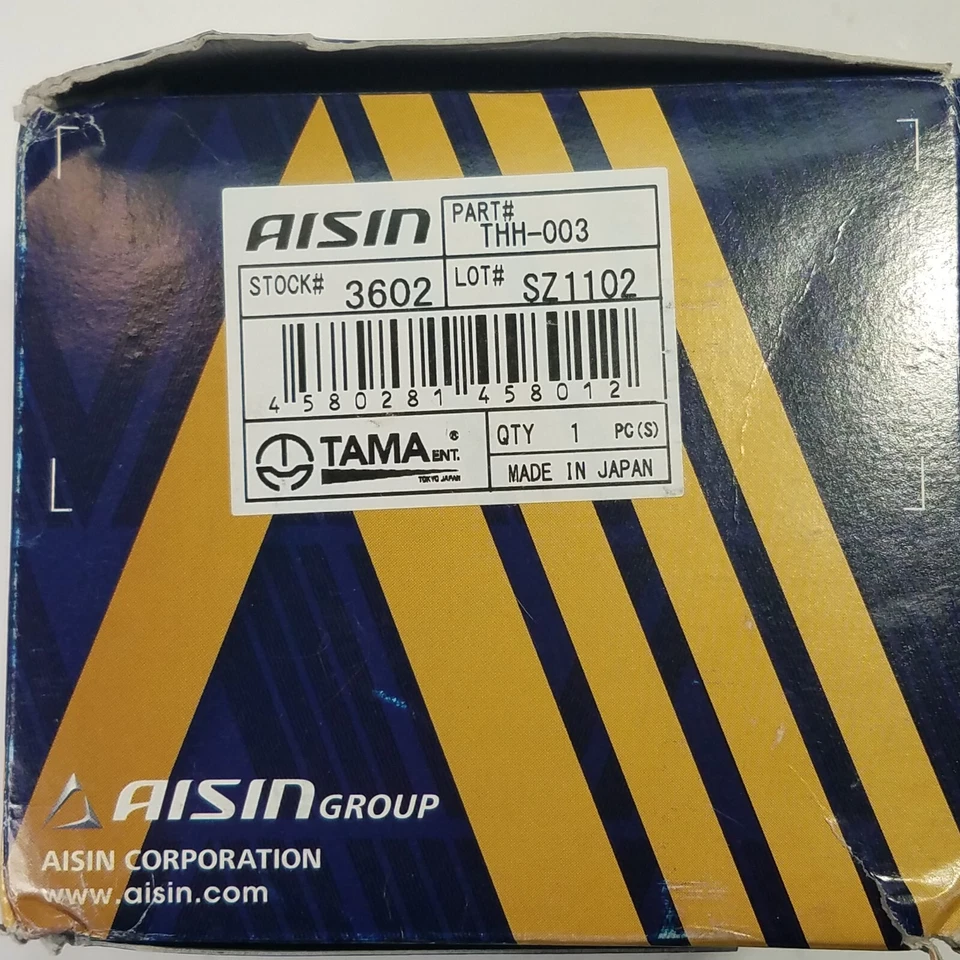 AISIN
PART#
THH-003
STOCK# 3602
LOT# SZ1102
4 580281 458012
TAMA ENT.®
TOKYO JAPAN
QTY 1 PC(S)
MADE IN JAPAN
AISIN GROUP
AISIN CORPORATION
www.aisin.com